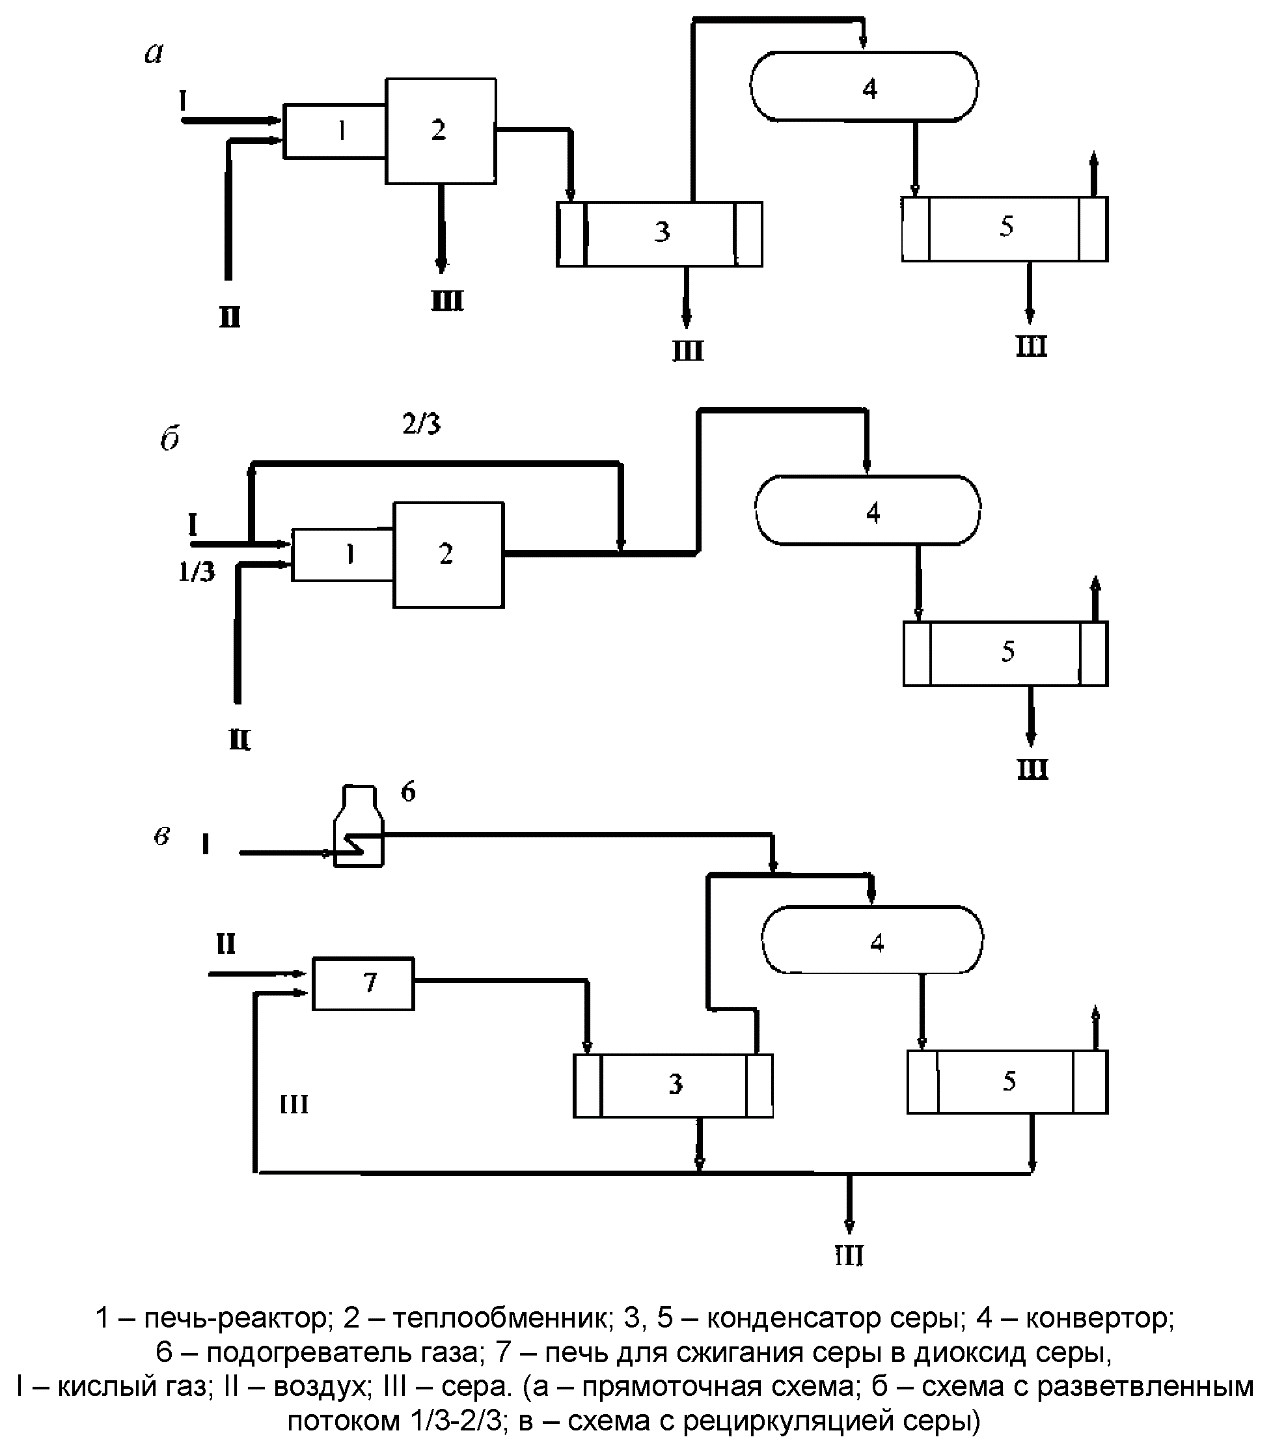 а
I
1
2
4
3
5
II
III
III
III
б
2/3
I
1/3
1
2
4
5
Ц
III
6
в
I
II
7
4
3
5
III
III
1 – печь-реактор; 2 – теплообменник; 3, 5 – конденсатор серы; 4 – конвертор;
6 – подогреватель газа; 7 – печь для сжигания серы в диоксид серы,
I – кислый газ; II – воздух; III – сера. (а – прямоточная схема; б – схема с разветвленным
потоком 1/3-2/3; в – схема с рециркуляцией серы)